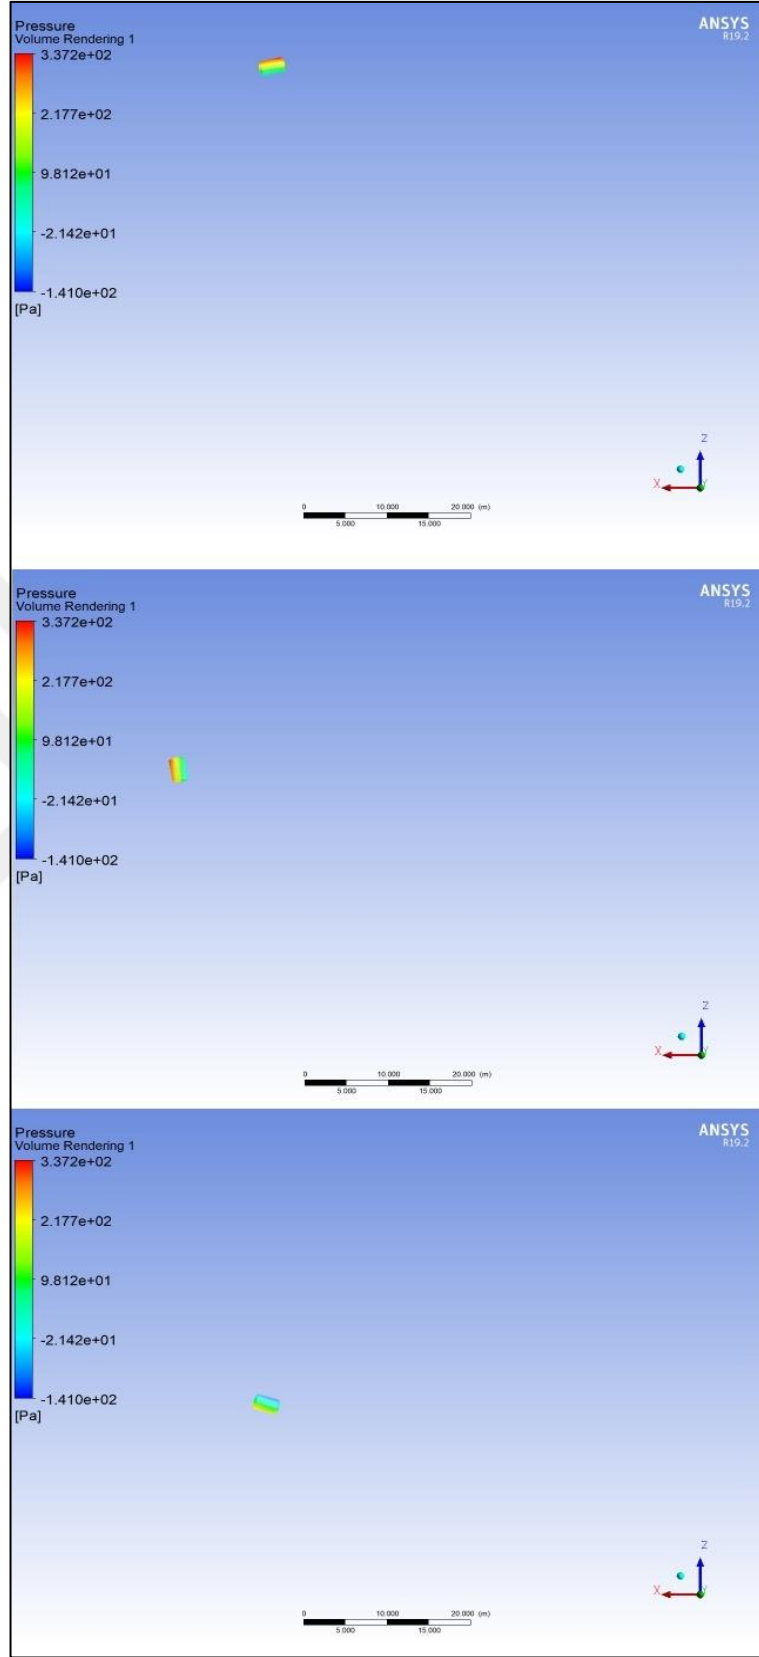 Pressure
Volume Rendering 1
ANSYS
R19.2
3.372e+02
2.177e+02
9.812e+01
-2.142e+01
-1.410e+02
[Pa]
Z
X
Y
0 10.000 20.000 (m)
5.000 15.000
Pressure
Volume Rendering 1
ANSYS
R19.2
3.372e+02
2.177e+02
9.812e+01
-2.142e+01
-1.410e+02
[Pa]
Z
X
Y
0 10.000 20.000 (m)
5.000 15.000
Pressure
Volume Rendering 1
ANSYS
R19.2
3.372e+02
2.177e+02
9.812e+01
-2.142e+01
-1.410e+02
[Pa]
Z
X
Y
0 10.000 20.000 (m)
5.000 15.000